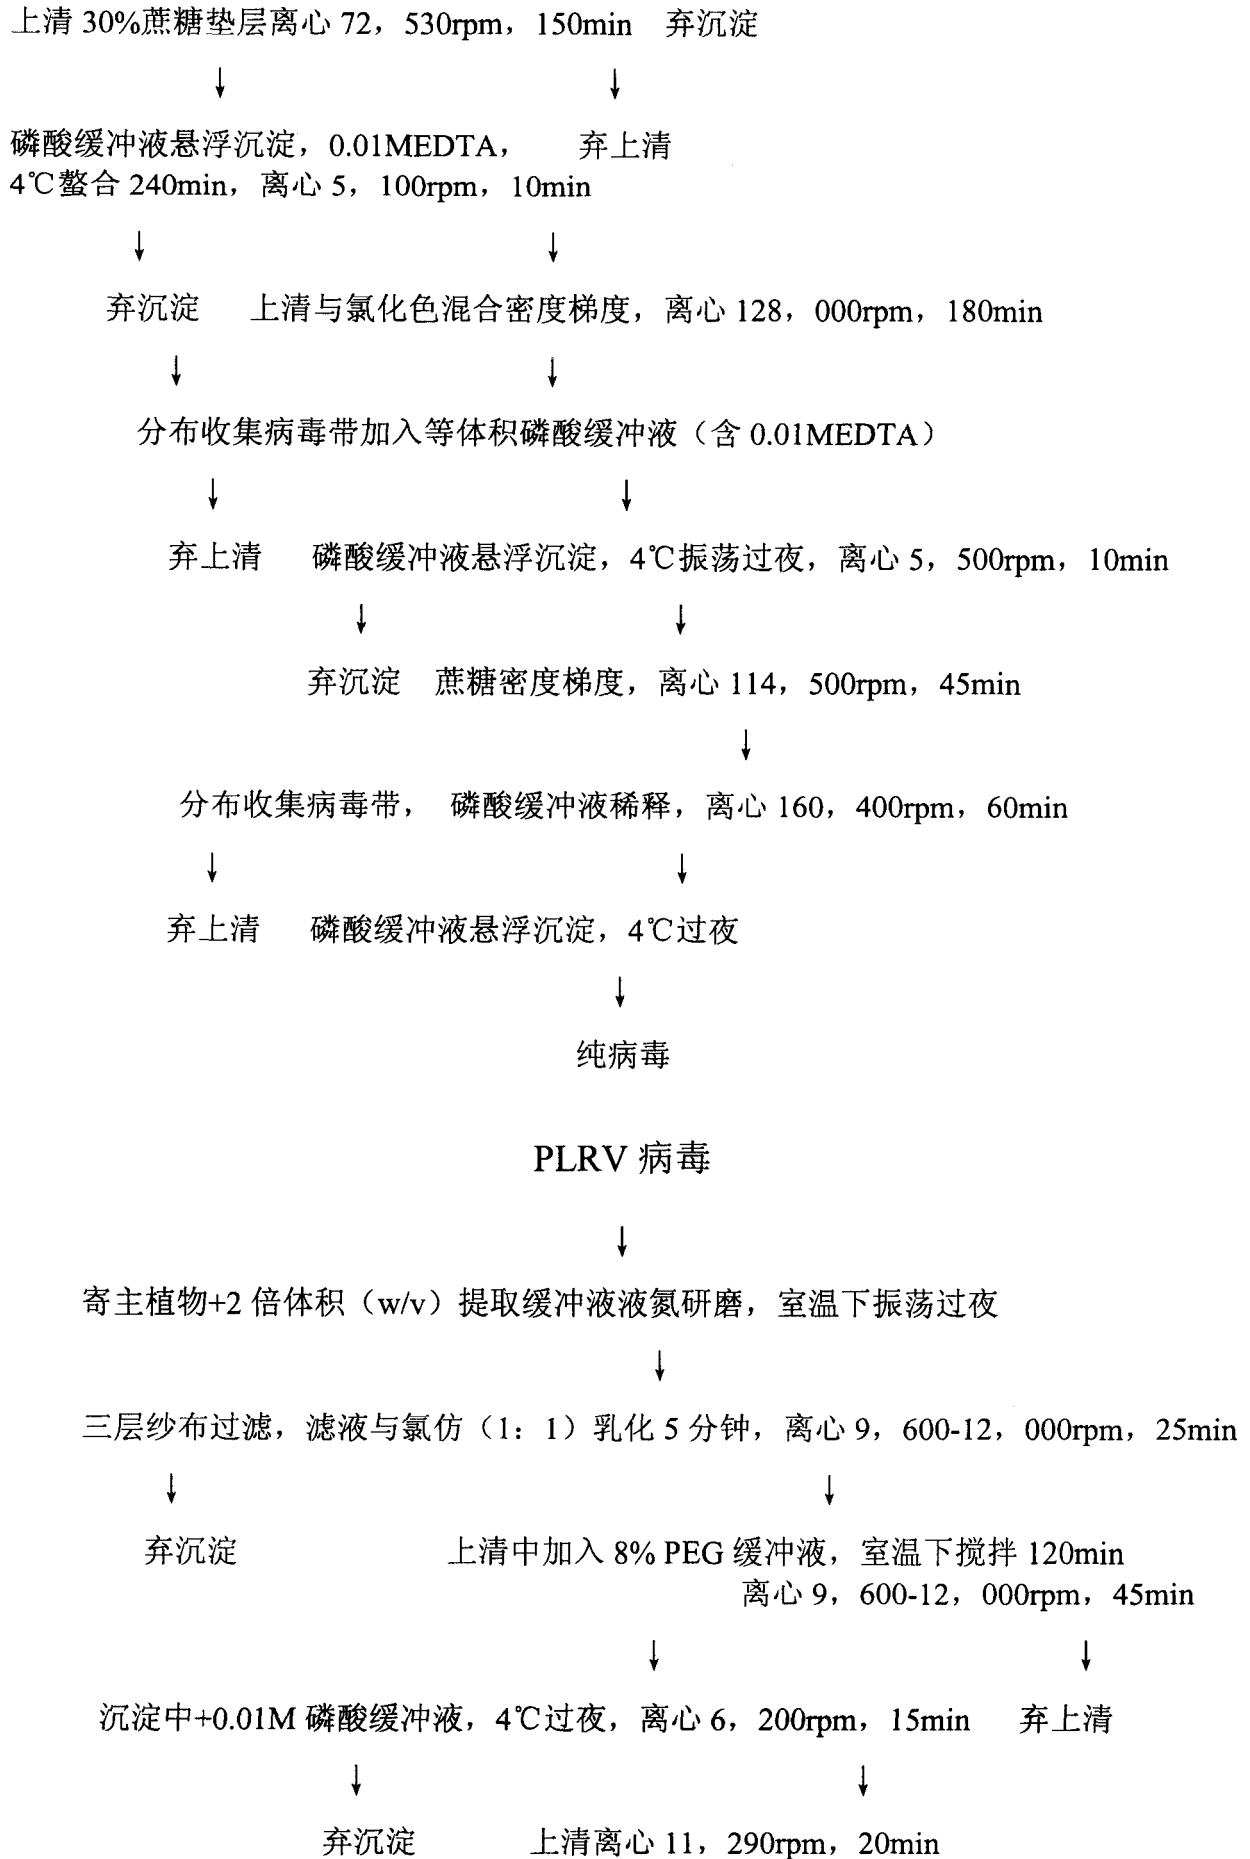 上清 30%蔗糖垫层离心 72，530rpm，150min 弃沉淀
↓ ↓
磷酸缓冲液悬浮沉淀，0.01MEDTA， 弃上清
4℃螯合 240min，离心 5，100rpm，10min
↓ ↓
弃沉淀 上清与氯化色混合密度梯度，离心 128，000rpm，180min
↓ ↓
分布收集病毒带加入等体积磷酸缓冲液（含 0.01MEDTA）
↓ ↓
弃上清 磷酸缓冲液悬浮沉淀，4℃振荡过夜，离心 5，500rpm，10min
↓ ↓
弃沉淀 蔗糖密度梯度，离心 114，500rpm，45min
↓
分布收集病毒带， 磷酸缓冲液稀释，离心 160，400rpm，60min
↓ ↓
弃上清 磷酸缓冲液悬浮沉淀，4℃过夜
↓
纯病毒
PLRV 病毒
↓
寄主植物+2 倍体积（w/v）提取缓冲液液氮研磨，室温下振荡过夜
↓
三层纱布过滤，滤液与氯仿（1：1）乳化 5 分钟，离心 9，600-12，000rpm，25min
↓ ↓
弃沉淀 上清中加入 8% PEG 缓冲液，室温下搅拌 120min
离心 9，600-12，000rpm，45min
↓ ↓
沉淀中+0.01M 磷酸缓冲液，4℃过夜，离心 6，200rpm，15min 弃上清
↓ ↓
弃沉淀 上清离心 11，290rpm，20min